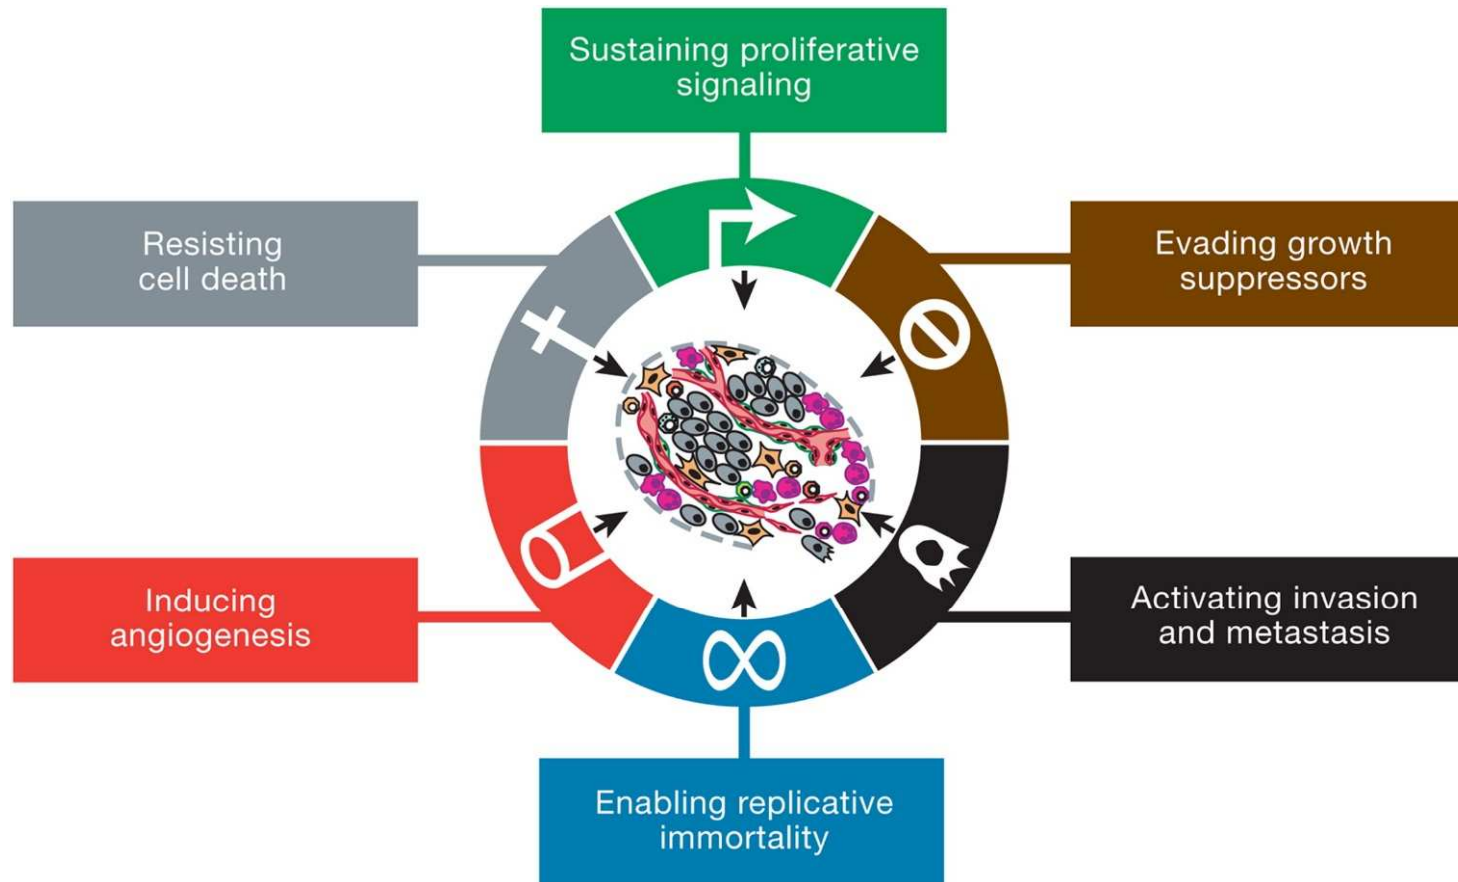 Sustaining proliferative
signaling
Resisting
cell death
Evading growth
suppressors
Inducing
angiogenesis
Activating invasion
and metastasis
Enabling replicative
immortality